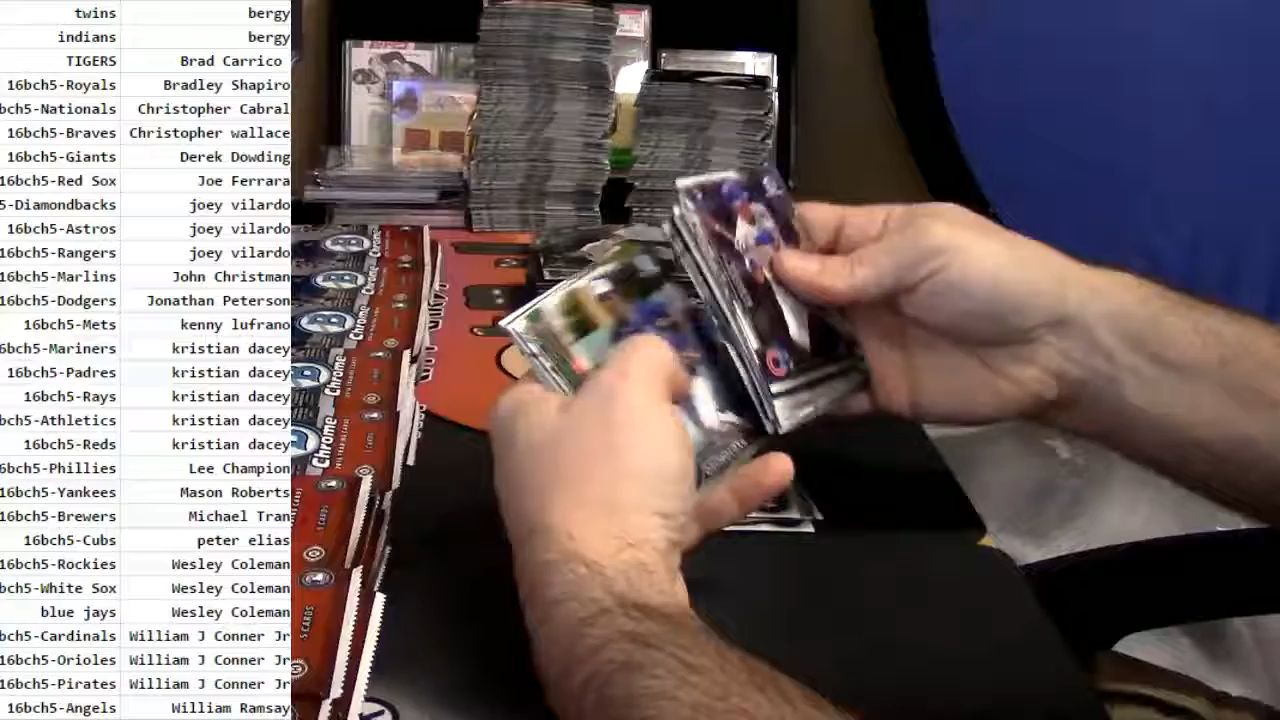 twins bergy
indians bergy
TIGERS Brad Carrico
16bch5-Royals Bradley Shapiro
bch5-Nationals Christopher Cabral
16bch5-Braves Christopher wallace
16bch5-Giants Derek Dowding
16bch5-Red Sox Joe Ferrara
5-Diamondbacks joey vilardo
16bch5-Astros joey vilardo
16bch5-Rangers joey vilardo
16bch5-Marlins John Christman
16bch5-Dodgers Jonathan Peterson
16bch5-Mets kenny lufrano
6bch5-Mariners kristian dacey
16bch5-Padres kristian dacey
16bch5-Rays kristian dacey
6bch5-Athletics kristian dacey
16bch5-Reds kristian dacey
16bch5-Phillies Lee Champion
16bch5-Yankees Mason Roberts
16bch5-Brewers Michael Tran
16bch5-Cubs peter elias
16bch5-Rockies Wesley Coleman
6bch5-White Sox Wesley Coleman
blue jays Wesley Coleman
bch5-Cardinals William J Conner Jr
16bch5-Orioles William J Conner Jr
16bch5-Pirates William J Conner Jr
16bch5-Angels William Ramsay
Chrome
Chrome
Chrome
5 CARDS